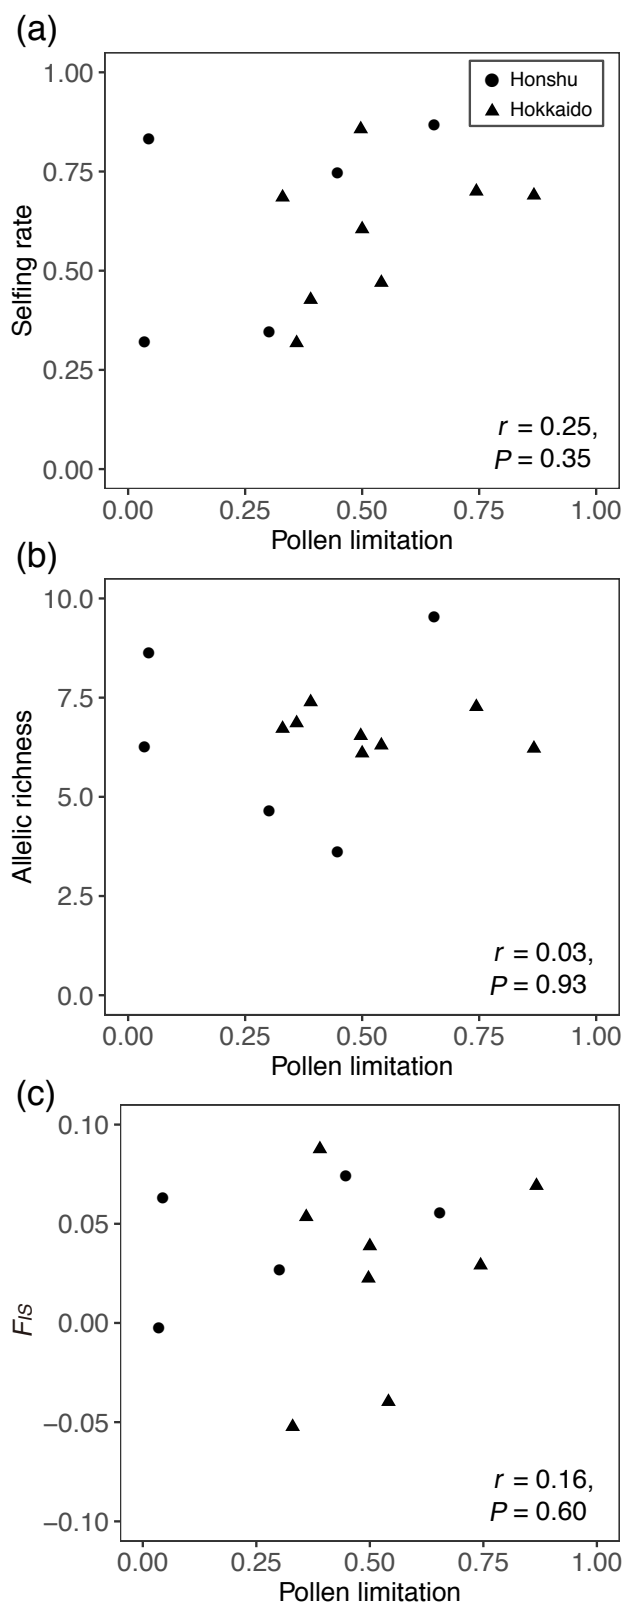 (a)
1.00
0.75
0.50
0.25
0.00
Selfing rate
Honshu
Hokkaido
r = 0.25,
P = 0.35
0.00 0.25 0.50 0.75 1.00
Pollen limitation
(b)
10.0
7.5
5.0
2.5
0.0
Allelic richness
r = 0.03,
P = 0.93
0.00 0.25 0.50 0.75 1.00
Pollen limitation
(c)
0.10
0.05
0.00
−0.05
−0.10
FIS
r = 0.16,
P = 0.60
0.00 0.25 0.50 0.75 1.00
Pollen limitation